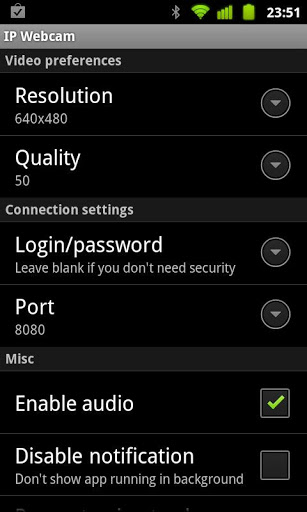 23:51
IP Webcam
Video preferences
Resolution
640x480
Quality
50
Connection settings
Login/password
Leave blank if you don't need security
Port
8080
Misc
Enable audio
Disable notification
Don't show app running in background